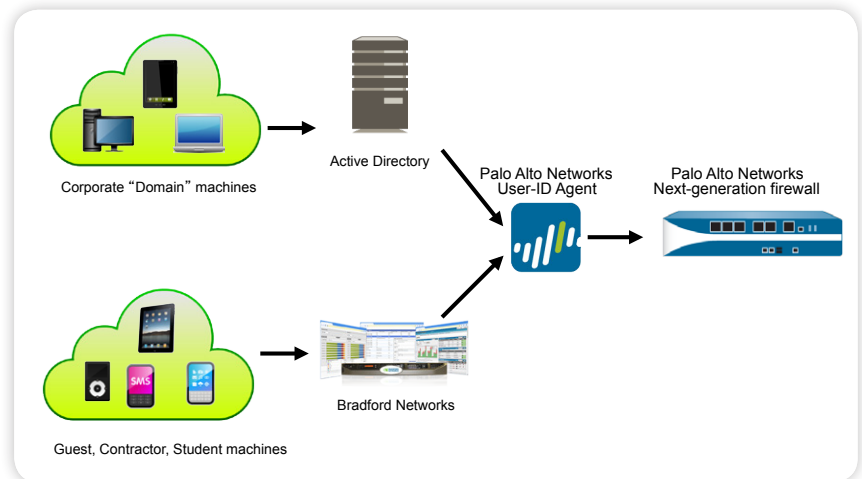 Corporate “Domain” machines
Active Directory
Palo Alto Networks
User-ID Agent
Palo Alto Networks
Next-generation firewall
SMS
Bradford Networks
Guest, Contractor, Student machines